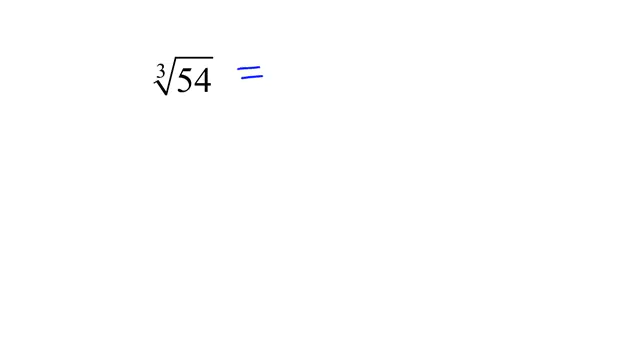 ∛54 =